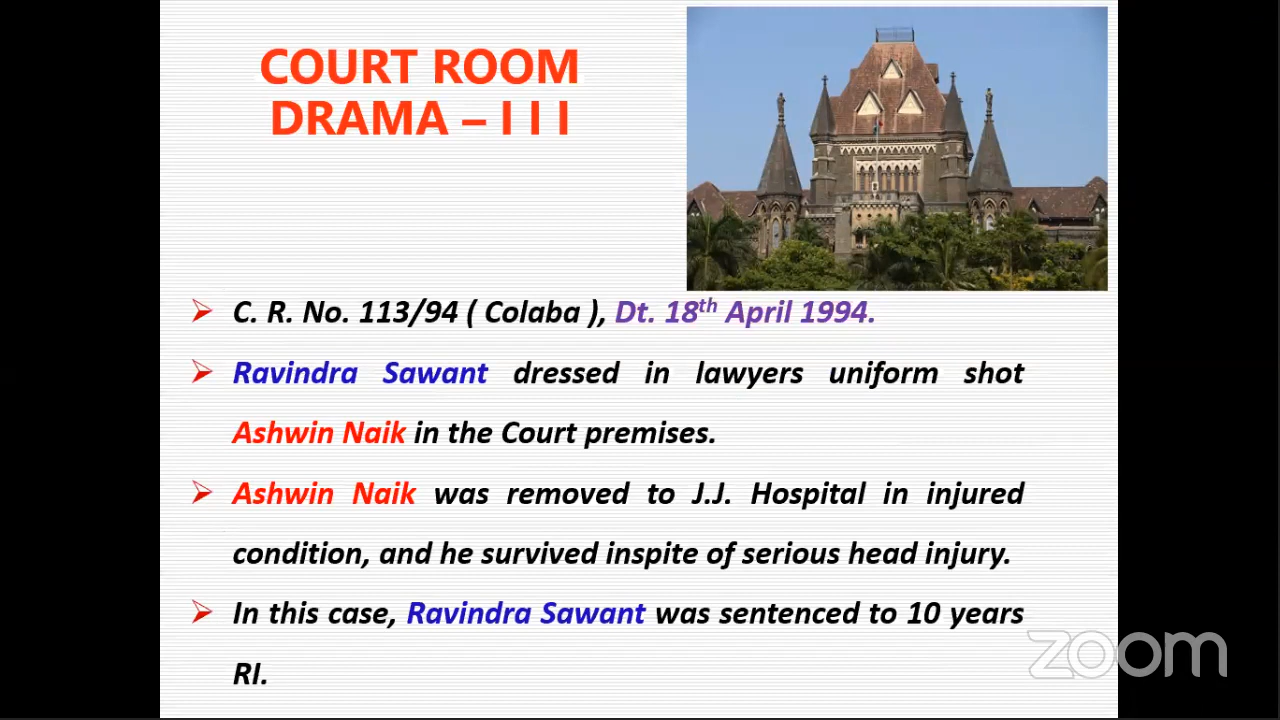 COURT ROOM
DRAMA – I I I
C. R. No. 113/94 ( Colaba ), Dt. 18th April 1994.
Ravindra Sawant dressed in lawyers uniform shot
Ashwin Naik in the Court premises.
Ashwin Naik was removed to J.J. Hospital in injured
condition, and he survived inspite of serious head injury.
In this case, Ravindra Sawant was sentenced to 10 years
RI.
zoom